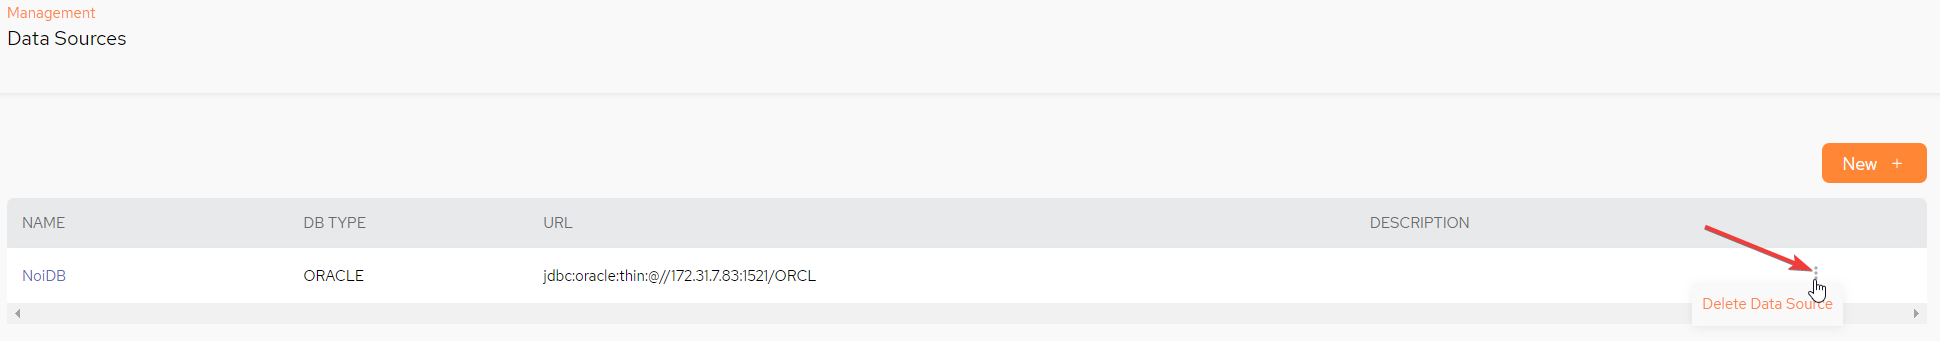 Management
Data Sources
New +
NAME DB TYPE URL DESCRIPTION
NoiDB ORACLE jdbc:oracle:thin:@//172.31.7.83:1521/ORCL
Delete Data Source